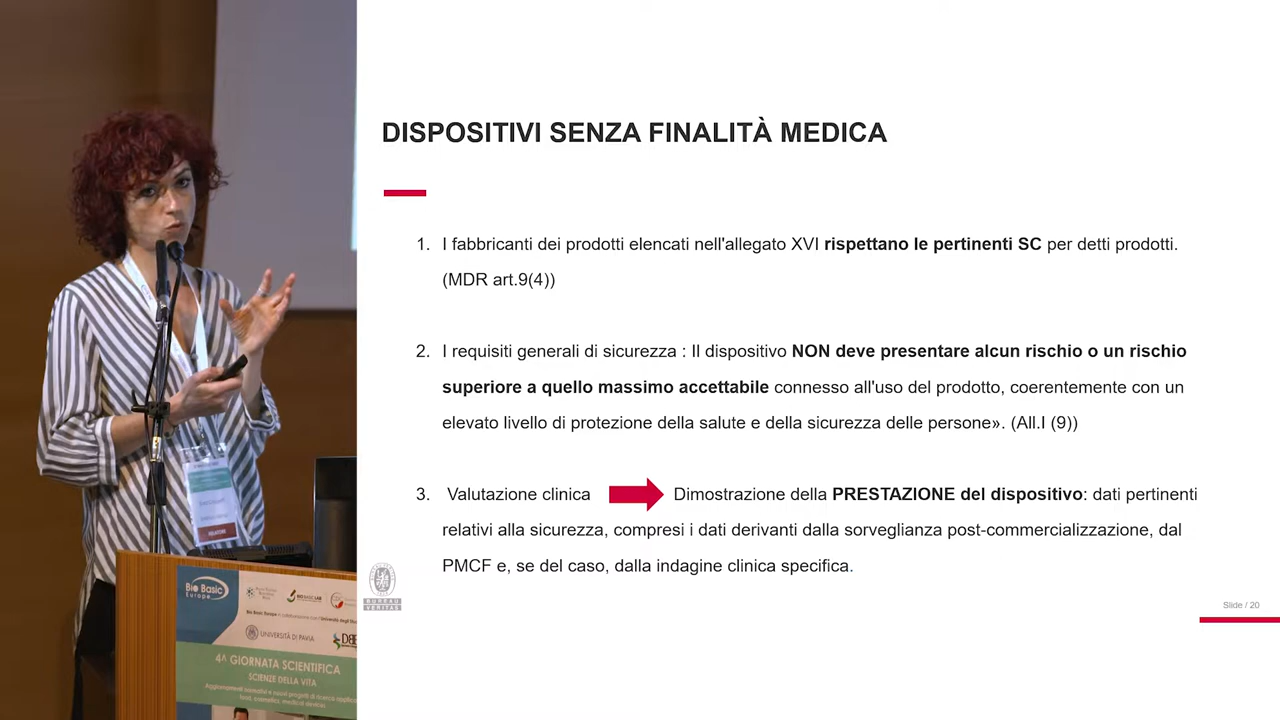 DISPOSITIVI SENZA FINALITÀ MEDICA
1. I fabbricanti dei prodotti elencati nell'allegato XVI rispettano le pertinenti SC per detti prodotti.
(MDR art.9(4))
2. I requisiti generali di sicurezza : Il dispositivo NON deve presentare alcun rischio o un rischio
superiore a quello massimo accettabile connesso all'uso del prodotto, coerentemente con un
elevato livello di protezione della salute e della sicurezza delle persone». (All.I (9))
3. Valutazione clinica Dimostrazione della PRESTAZIONE del dispositivo: dati pertinenti
relativi alla sicurezza, compresi i dati derivanti dalla sorveglianza post-commercializzazione, dal
PMCF e, se del caso, dalla indagine clinica specifica.
BUREAU
VERITAS
Slide / 20
RELATORE
Bio Basic
Europe
BIO BASIC LAB
UNIVERSITÀ DI PAVIA
4^ GIORNATA SCIENTIFICA
SCIENZE DELLA VITA